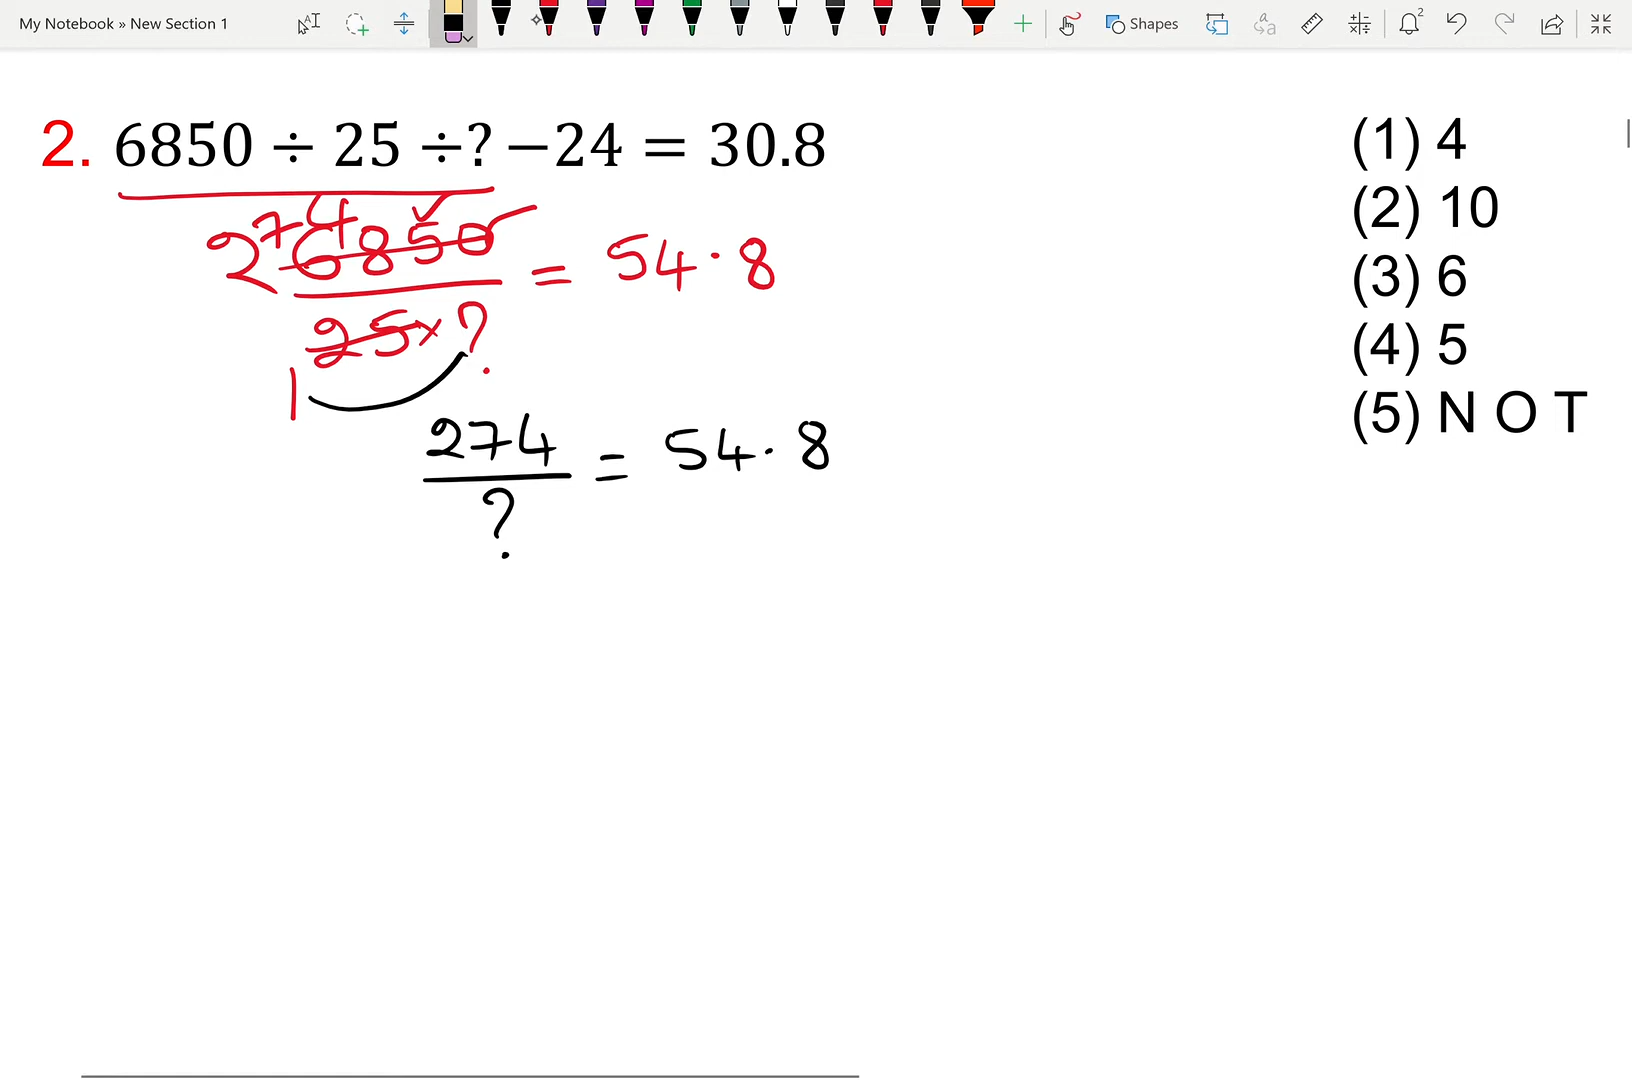 My Notebook » New Section 1
Shapes
2
2. 6850 ÷ 25 ÷? −24 = 30.8
(1) 4
(2) 10
(3) 6
(4) 5
(5) N O T
274
6850 = 54.8
25 × ?
1
274 = 54.8
?